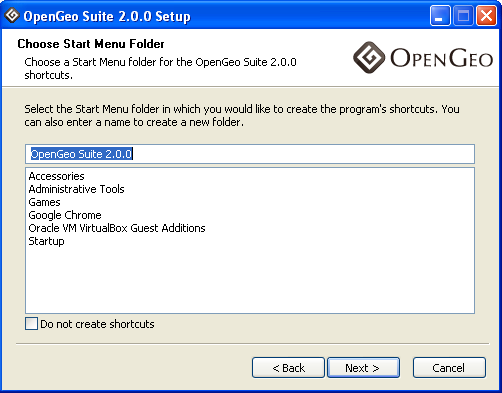 OpenGeo Suite 2.0.0 Setup
Choose Start Menu Folder
Choose a Start Menu folder for the OpenGeo Suite 2.0.0
shortcuts.
OPENGEO
Select the Start Menu folder in which you would like to create the program's shortcuts. You
can also enter a name to create a new folder.
OpenGeo Suite 2.0.0
Accessories
Administrative Tools
Games
Google Chrome
Oracle VM VirtualBox Guest Additions
Startup
Do not create shortcuts
< Back
Next >
Cancel